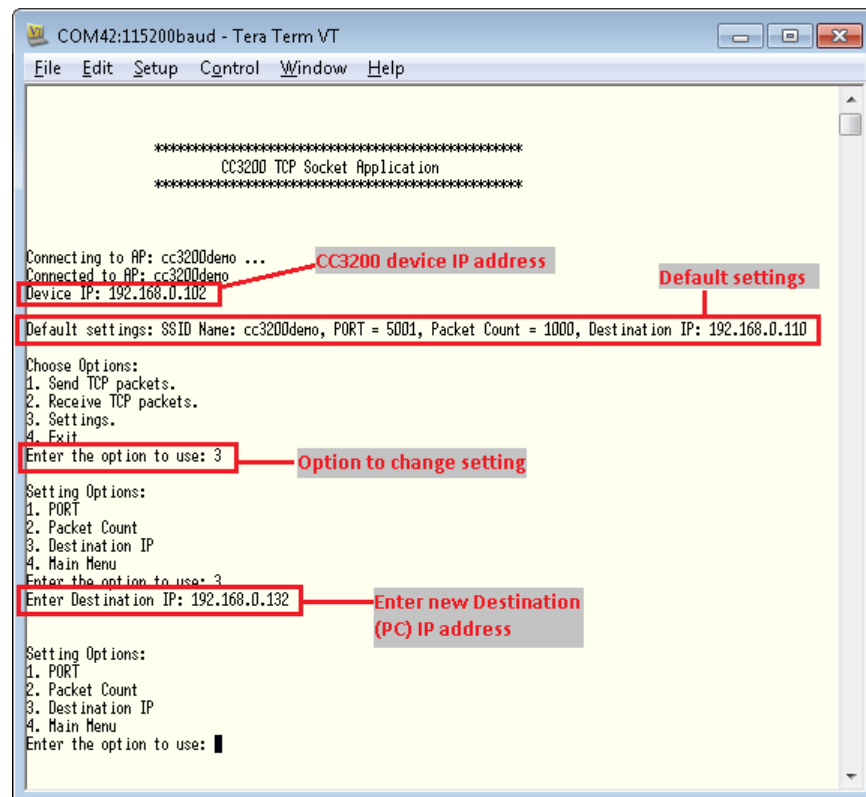 COM42:115200baud - Tera Term VT
File Edit Setup Control Window Help
*************************************************
CC3200 TCP Socket Application
*************************************************
Connecting to AP: cc3200demo ...
Connected to AP: cc3200demo
CC3200 device IP address
Device IP: 192.168.0.102
Default settings
Default settings: SSID Name: cc3200demo, PORT = 5001, Packet Count = 1000, Destination IP: 192.168.0.110
Choose Options:
1. Send TCP packets.
2. Receive TCP packets.
3. Settings.
4. Exit
Enter the option to use: 3
Option to change setting
Setting Options:
1. PORT
2. Packet Count
3. Destination IP
4. Main Menu
Enter the option to use: 3
Enter Destination IP: 192.168.0.132
Enter new Destination
(PC) IP address
Setting Options:
1. PORT
2. Packet Count
3. Destination IP
4. Main Menu
Enter the option to use: